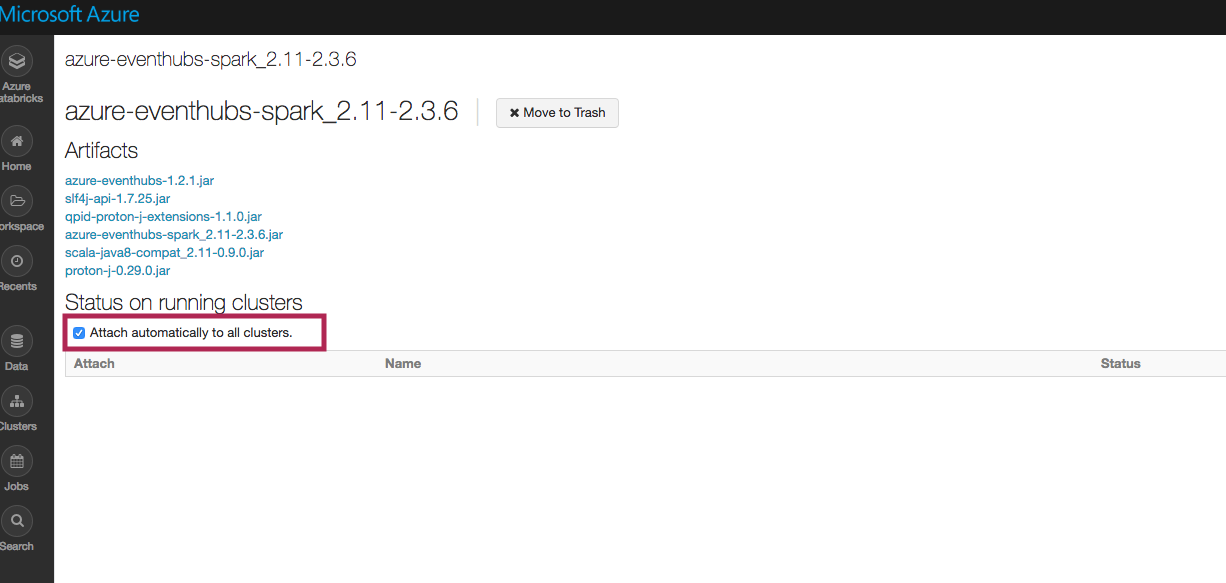 Microsoft Azure
azure-eventhubs-spark_2.11-2.3.6
azure-eventhubs-spark_2.11-2.3.6
✖ Move to Trash
Artifacts
azure-eventhubs-1.2.1.jar
slf4j-api-1.7.25.jar
qpid-proton-j-extensions-1.1.0.jar
azure-eventhubs-spark_2.11-2.3.6.jar
scala-java8-compat_2.11-0.9.0.jar
proton-j-0.29.0.jar
Status on running clusters
Attach automatically to all clusters.
Attach Name Status
Azure
atabricks
Home
orkspace
Recents
Data
Clusters
Jobs
Search